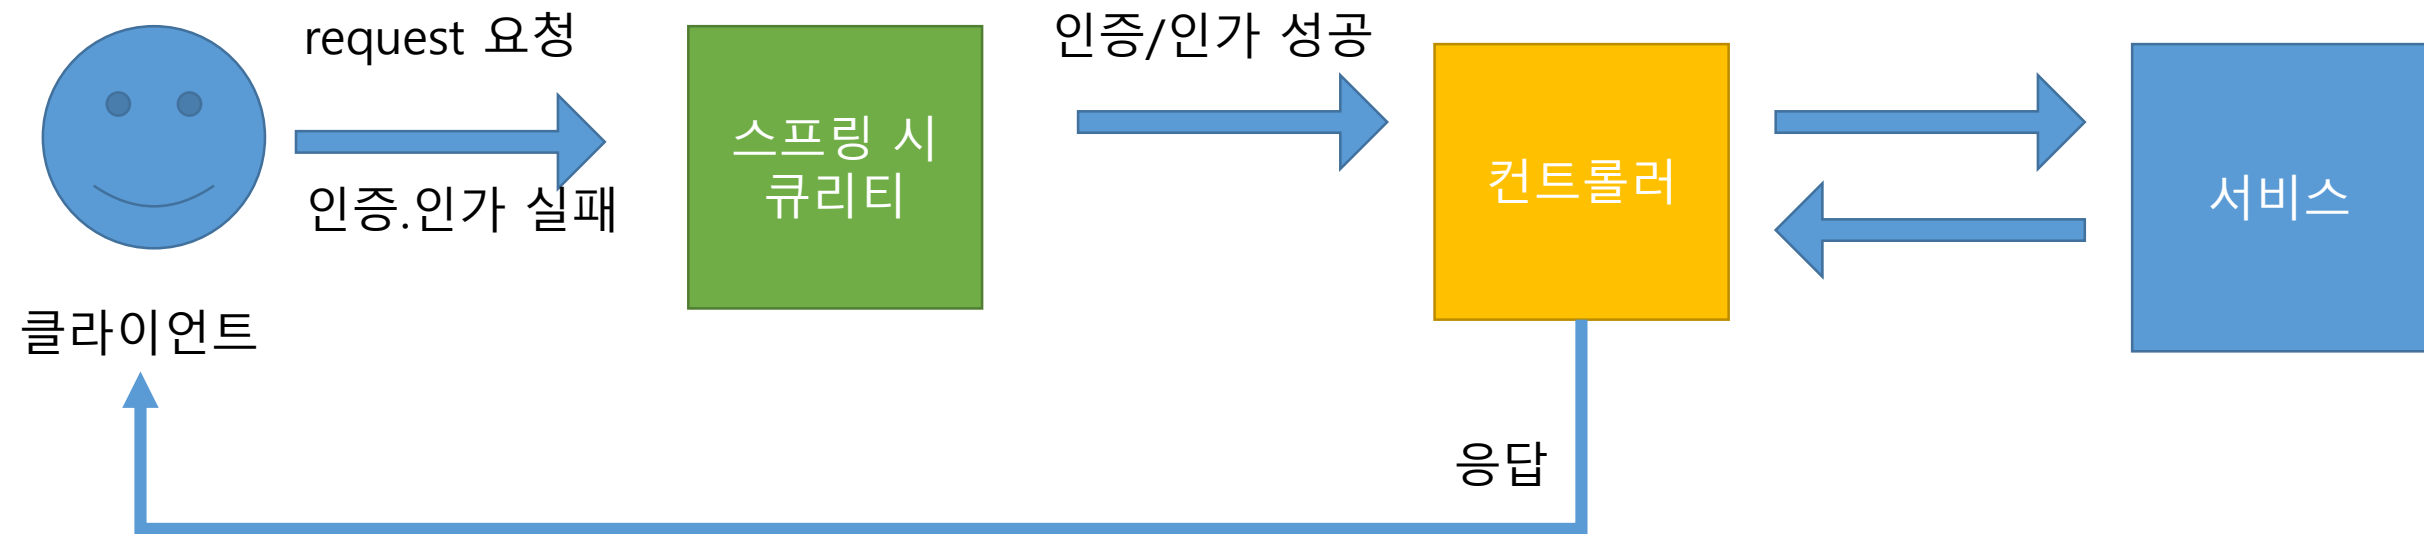 request 요청
인증/인가 성공
스프링 시
큐리티
컨트롤러
서비스
인증.인가 실패
클라이언트
응답